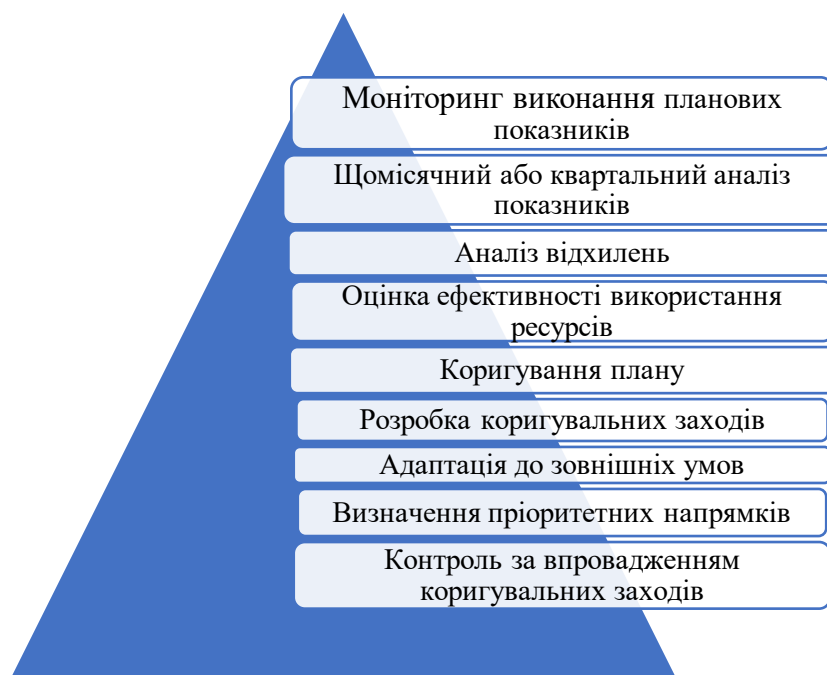 Моніторинг виконання планових
показників
Щомісячний або квартальний аналіз
показників
Аналіз відхилень
Оцінка ефективності використання
ресурсів
Коригування плану
Розробка коригувальних заходів
Адаптація до зовнішніх умов
Визначення пріоритетних напрямків
Контроль за впровадженням
коригувальних заходів